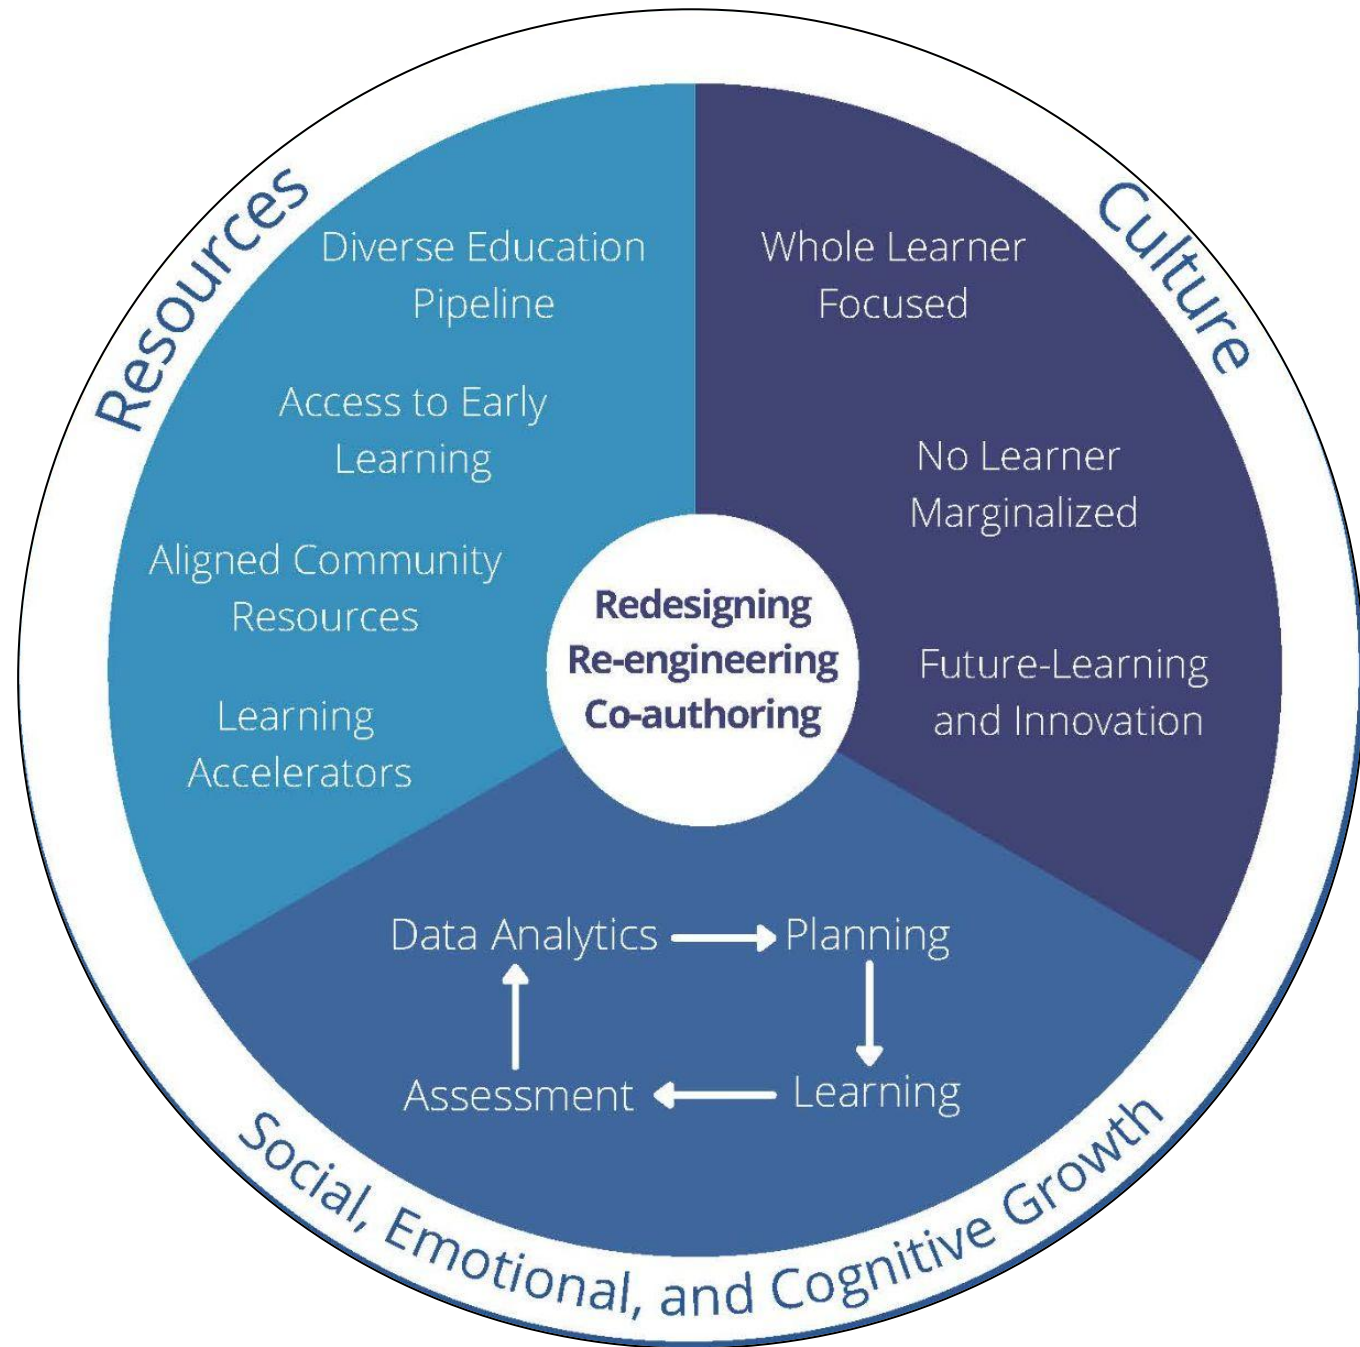 Resources
Diverse Education
Pipeline
Access to Early
Learning
Aligned Community
Resources
Learning
Accelerators
Culture
Whole Learner
Focused
No Learner
Marginalized
Future-Learning
and Innovation
Redesigning
Re-engineering
Co-authoring
Data Analytics
Planning
Learning
Assessment
Social, Emotional, and Cognitive Growth